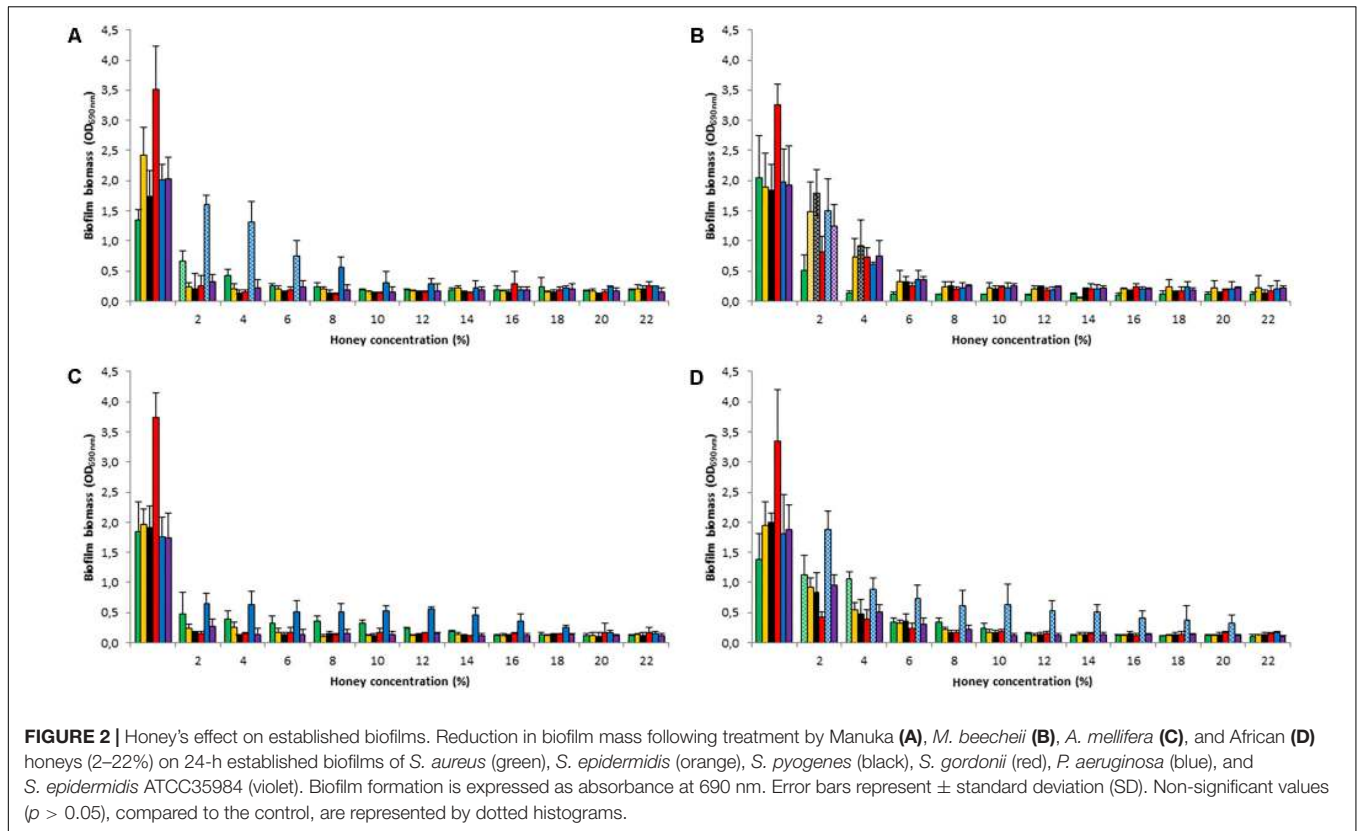 A
Biofilm biomass (OD690nm)
4,5
4,0
3,5
3,0
2,5
2,0
1,5
1,0
0,5
0,0
2 4 6 8 10 12 14 16 18 20 22
Honey concentration (%)
B
Biofilm biomass (OD690nm)
4,5
4,0
3,5
3,0
2,5
2,0
1,5
1,0
0,5
0,0
2 4 6 8 10 12 14 16 18 20 22
Honey concentration (%)
C
Biofilm biomass (OD690nm)
4,5
4,0
3,5
3,0
2,5
2,0
1,5
1,0
0,5
0,0
2 4 6 8 10 12 14 16 18 20 22
Honey concentration (%)
D
Biofilm biomass (OD690nm)
4,5
4,0
3,5
3,0
2,5
2,0
1,5
1,0
0,5
0,0
2 4 6 8 10 12 14 16 18 20 22
Honey concentration (%)
FIGURE 2 | Honey's effect on established biofilms. Reduction in biofilm mass following treatment by Manuka (A), M. beecheii (B), A. mellifera (C), and African (D)
honeys (2–22%) on 24-h established biofilms of S. aureus (green), S. epidermidis (orange), S. pyogenes (black), S. gordonii (red), P. aeruginosa (blue), and
S. epidermidis ATCC35984 (violet). Biofilm formation is expressed as absorbance at 690 nm. Error bars represent ± standard deviation (SD). Non-significant values
(p > 0.05), compared to the control, are represented by dotted histograms.